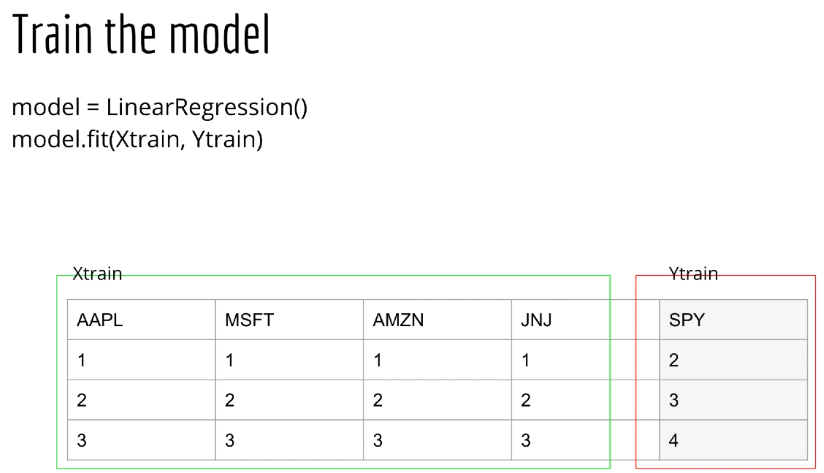 Train the model
model = LinearRegression()
model.fit(Xtrain, Ytrain)
Xtrain Ytrain
AAPL MSFT AMZN JNJ SPY
1 1 1 1 2
2 2 2 2 3
3 3 3 3 4